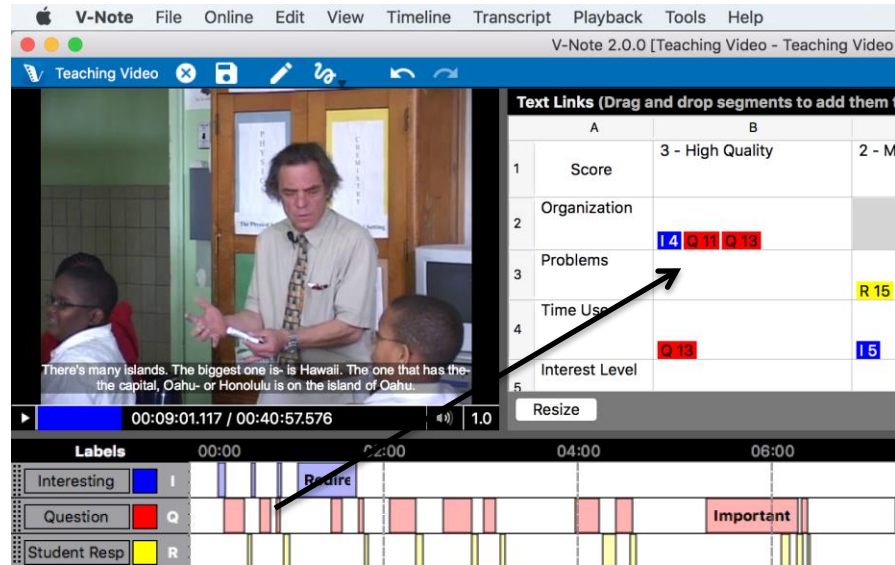 V-Note File Online Edit View Timeline Transcript Playback Tools Help
V-Note 2.0.0 [Teaching Video - Teaching Video
Teaching Video
Text Links (Drag and drop segments to add them
A B
1 Score 3 - High Quality 2 - M
2 Organization
I 4 Q 11 Q 13
3 Problems
R 15
4 Time Use
Q 13 I 5
5 Interest Level
Resize
PHYSIC
CHEMISTRY
There's many islands. The biggest one is- is Hawaii. The one that has the-
the capital, Oahu- or Honolulu is on the island of Oahu.
00:09:01.117 / 00:40:57.576 1.0
Labels 00:00 02:00 04:00 06:00
Interesting I Redire
Question Q Important
Student Resp R